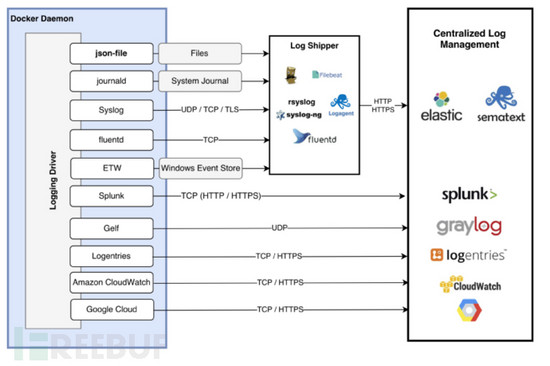 Docker Daemon
Logging Driver
json-file
Files
journald
System Journal
Syslog
UDP / TCP / TLS
fluentd
TCP
ETW
Windows Event Store
Splunk
TCP (HTTP / HTTPS)
Gelf
UDP
Logentries
TCP / HTTPS
Amazon CloudWatch
TCP / HTTPS
Google Cloud
TCP / HTTPS
Log Shipper
Filebeat
rsyslog
syslog-ng
Logagent
fluentd
HTTP
HTTPS
Centralized Log
Management
elastic
sematext
splunk>
graylog
logentries™
CloudWatch
FREEBUF